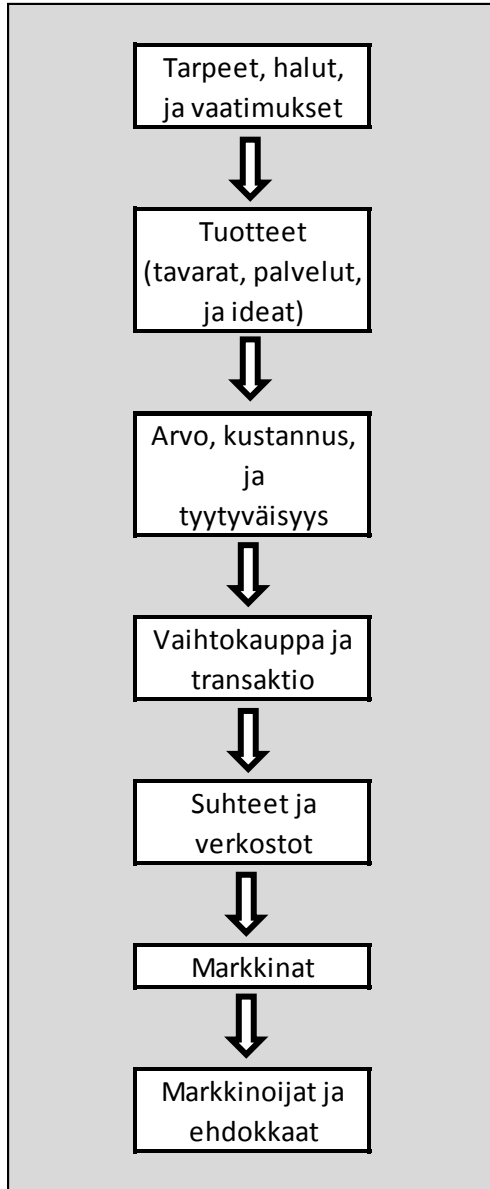 Tarpeet, halut,
ja vaatimukset
Tuotteet
(tavarat, palvelut,
ja ideat)
Arvo, kustannus,
ja
tyytyväisyys
Vaihtokauppa ja
transaktio
Suhteet ja
verkostot
Markkinat
Markkinoijat ja
ehdokkaat